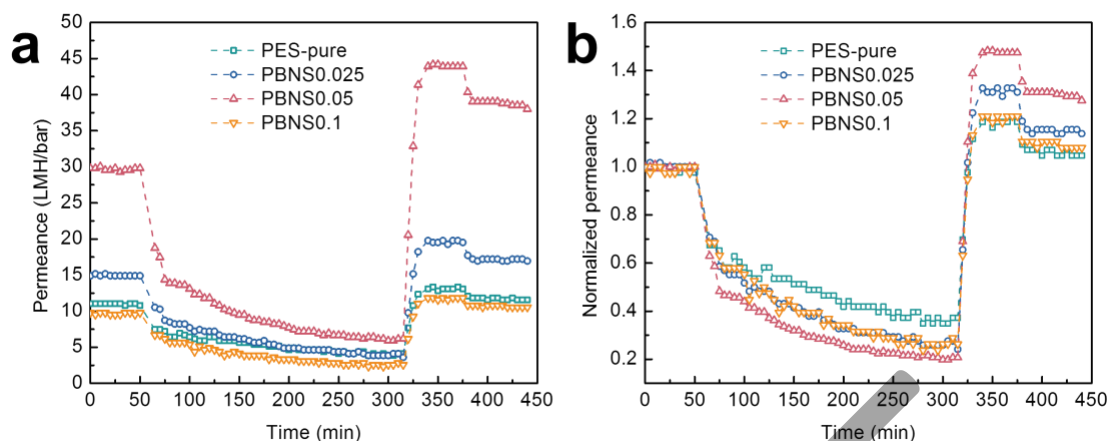 a
50
45
40
35
30
25
20
15
10
5
0
Permeance (LMH/bar)
PES-pure
PBNS0.025
PBNS0.05
PBNS0.1
0 50 100 150 200 250 300 350 400 450
Time (min)
b
1.6
1.4
1.2
1.0
0.8
0.6
0.4
0.2
Normalized permeance
PES-pure
PBNS0.025
PBNS0.05
PBNS0.1
0 50 100 150 200 250 300 350 400 450
Time (min)